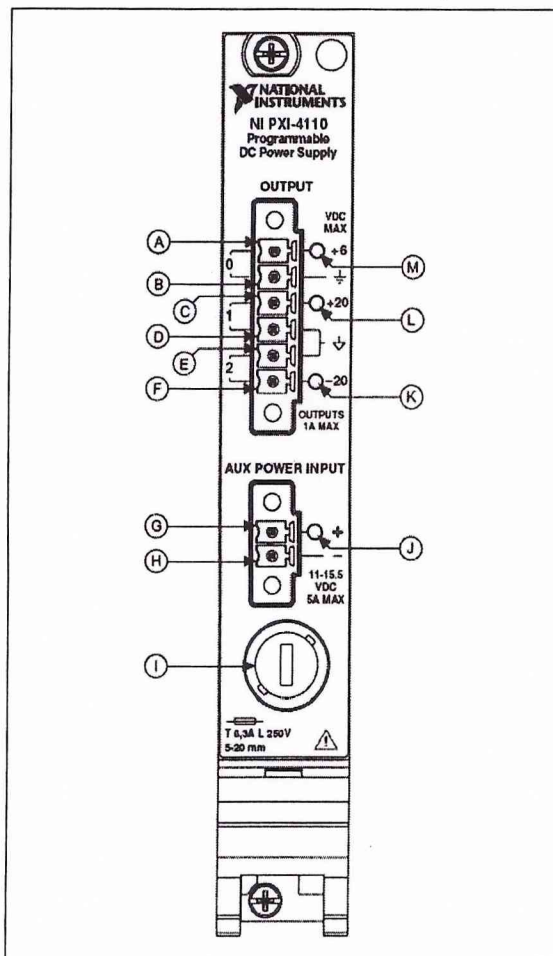 NATIONAL
INSTRUMENTS
NI PXI-4110
Programmable
DC Power Supply
OUTPUT
VDC
MAX
A
+6
0
M
B
C
+20
1
L
D
E
2
F
-20
K
OUTPUTS
1A MAX
AUX POWER INPUT
G
+
J
H
-
11-15.5
VDC
5A MAX
I
T 6,3A L 250V
5-20 mm